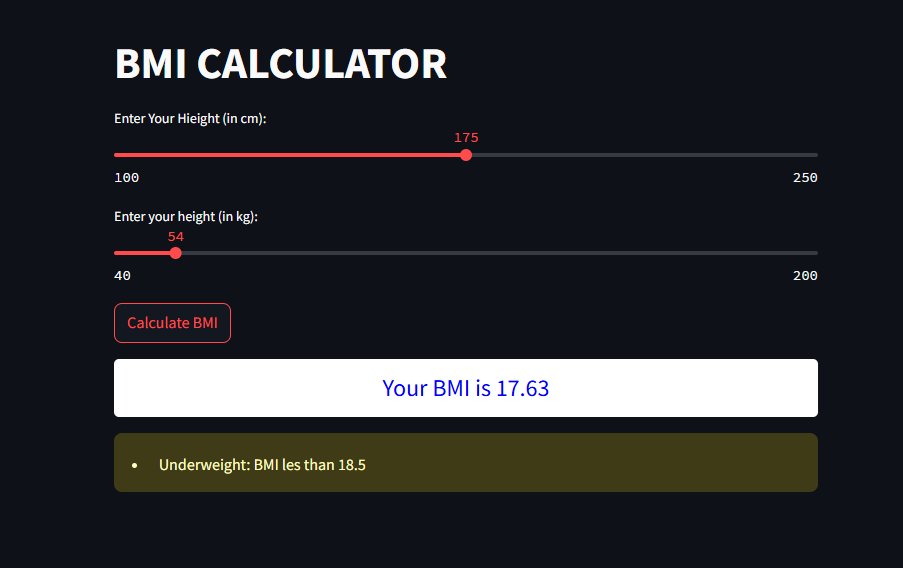 BMI CALCULATOR
Enter Your Hieight (in cm):
175
100 250
Enter your height (in kg):
54
40 200
Calculate BMI
Your BMI is 17.63
• Underweight: BMI les than 18.5